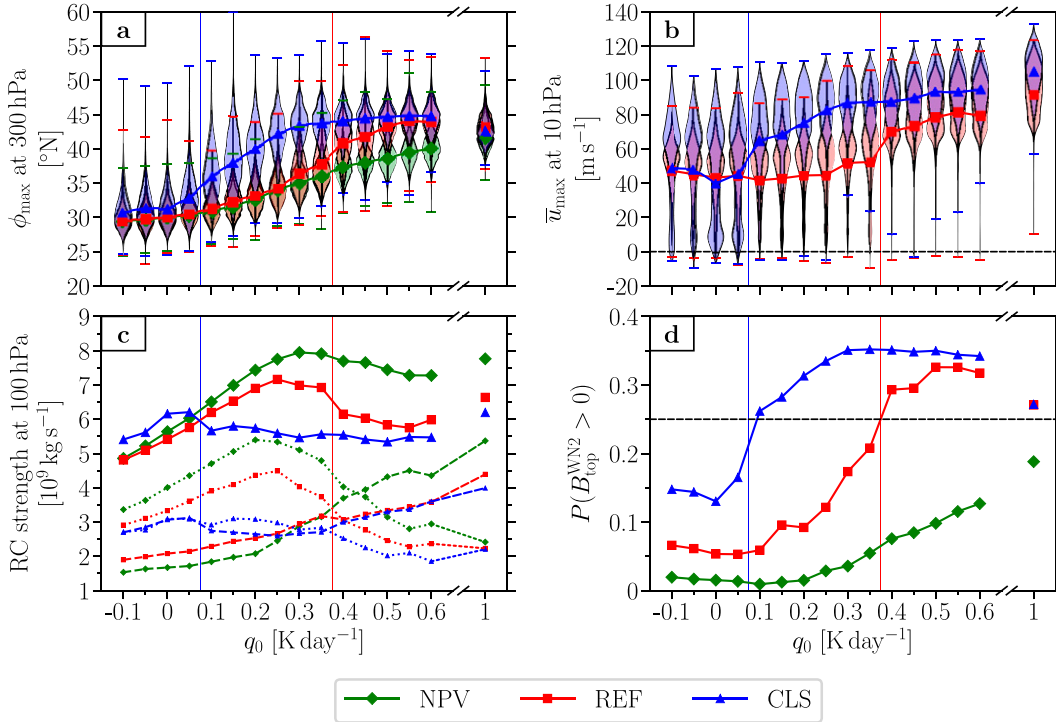 a
60
55
50
45
40
35
30
25
20
ϕmax at 300 hPa
[°N]
b
140
120
100
80
60
40
20
0
-20
u̅max at 10 hPa
[m s⁻¹]
c
9
8
7
6
5
4
3
2
1
RC strength at 100 hPa
[10⁹ kg s⁻¹]
-0.1 0 0.1 0.2 0.3 0.4 0.5 0.6 1
q₀ [K day⁻¹]
d
0.4
0.3
0.2
0.1
0
P(B_top^WN2 > 0)
-0.1 0 0.1 0.2 0.3 0.4 0.5 0.6 1
q₀ [K day⁻¹]
NPV REF CLS